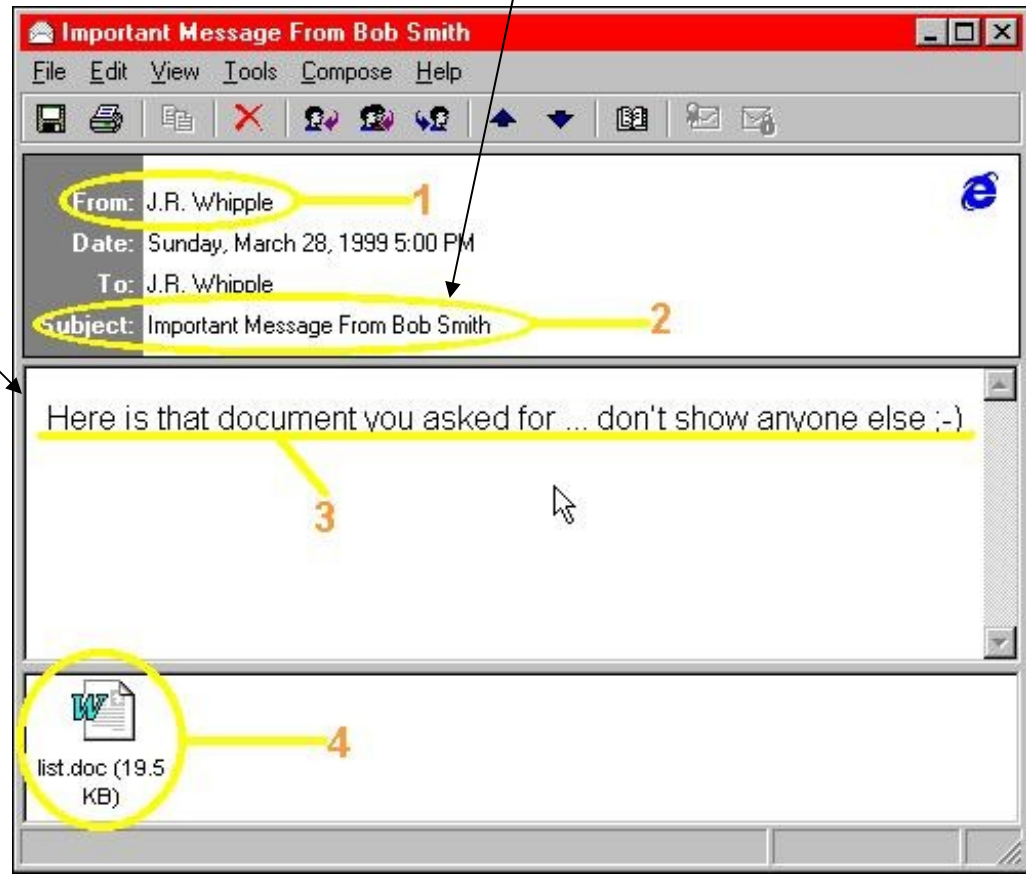 Important Message From Bob Smith
File Edit View Tools Compose Help
From: J.R. Whipple 1
Date: Sunday, March 28, 1999 5:00 PM
To: J.R. Whipple
Subject: Important Message From Bob Smith 2
Here is that document you asked for ... don't show anyone else ;-)
3
W
4
list.doc (19.5
KB)